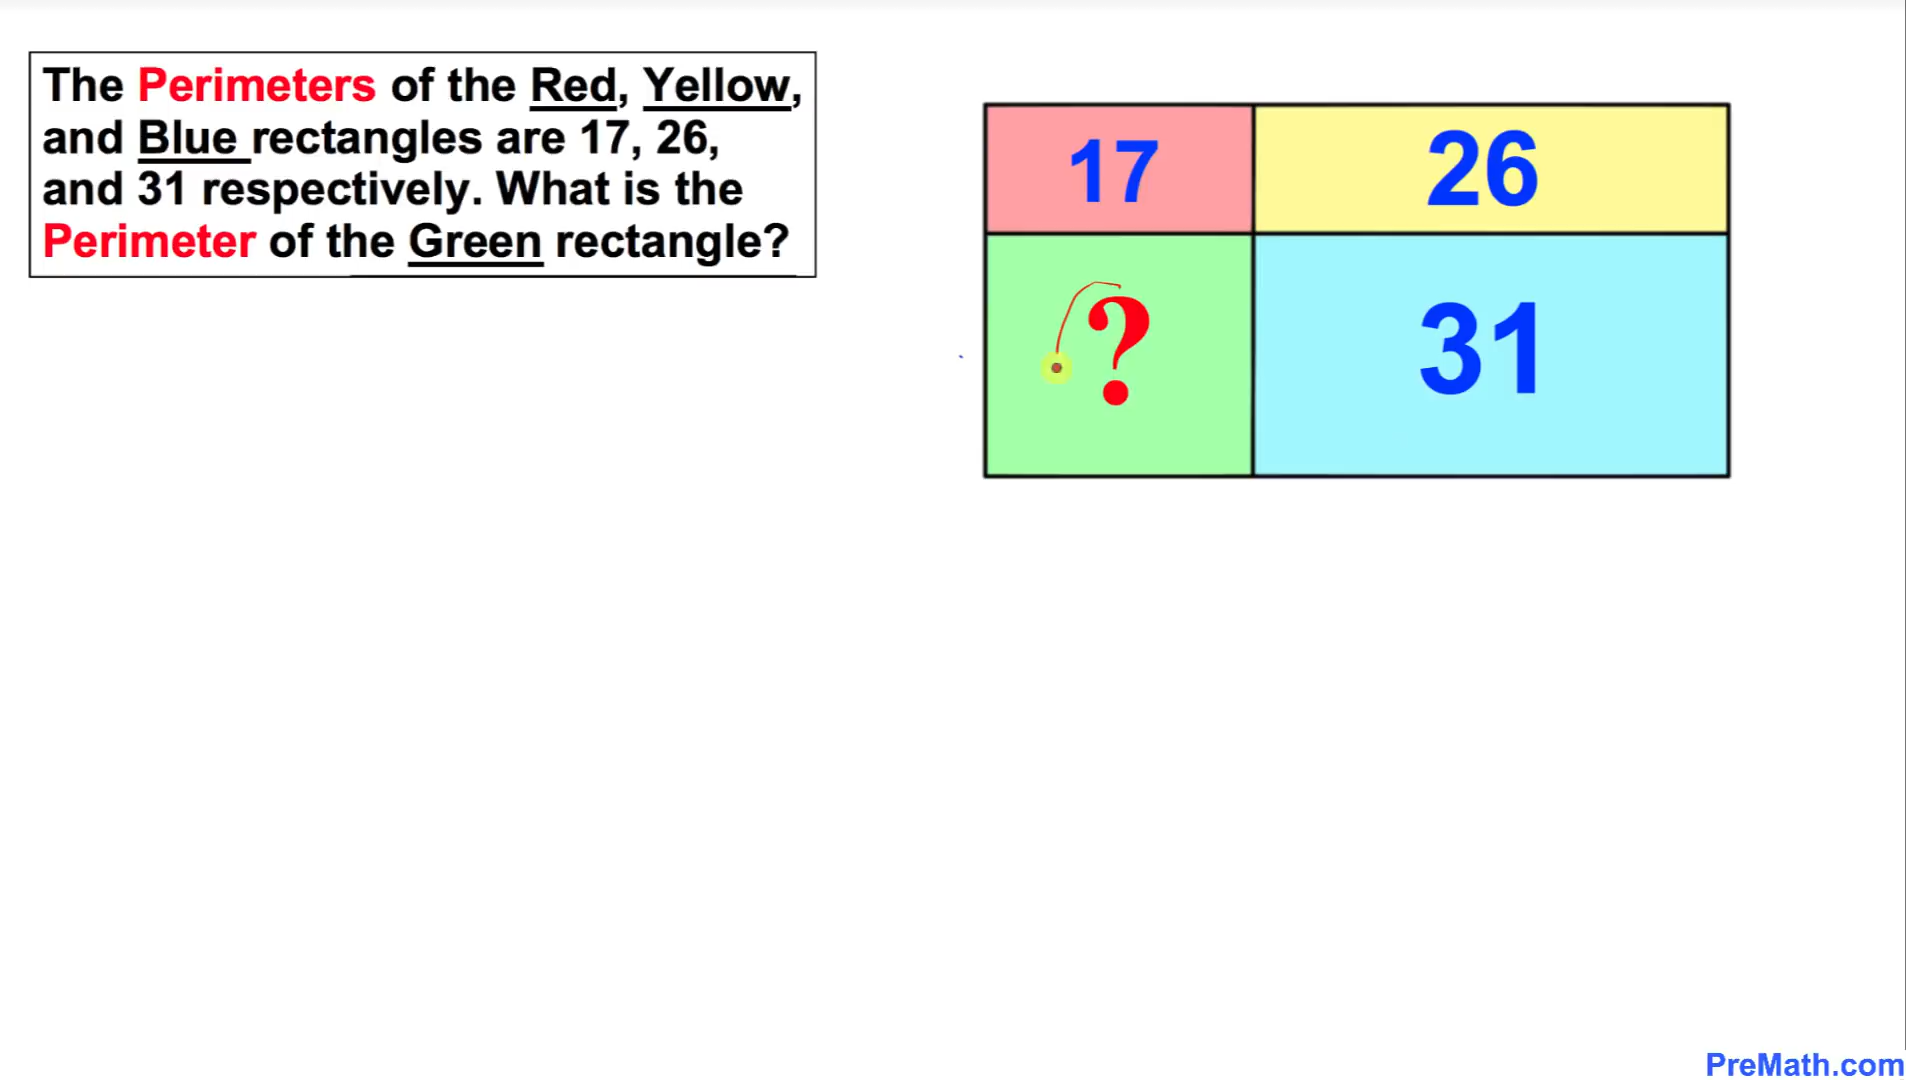 The Perimeters of the Red, Yellow,
and Blue rectangles are 17, 26,
and 31 respectively. What is the
Perimeter of the Green rectangle?
17
26
?
31
PreMath.com